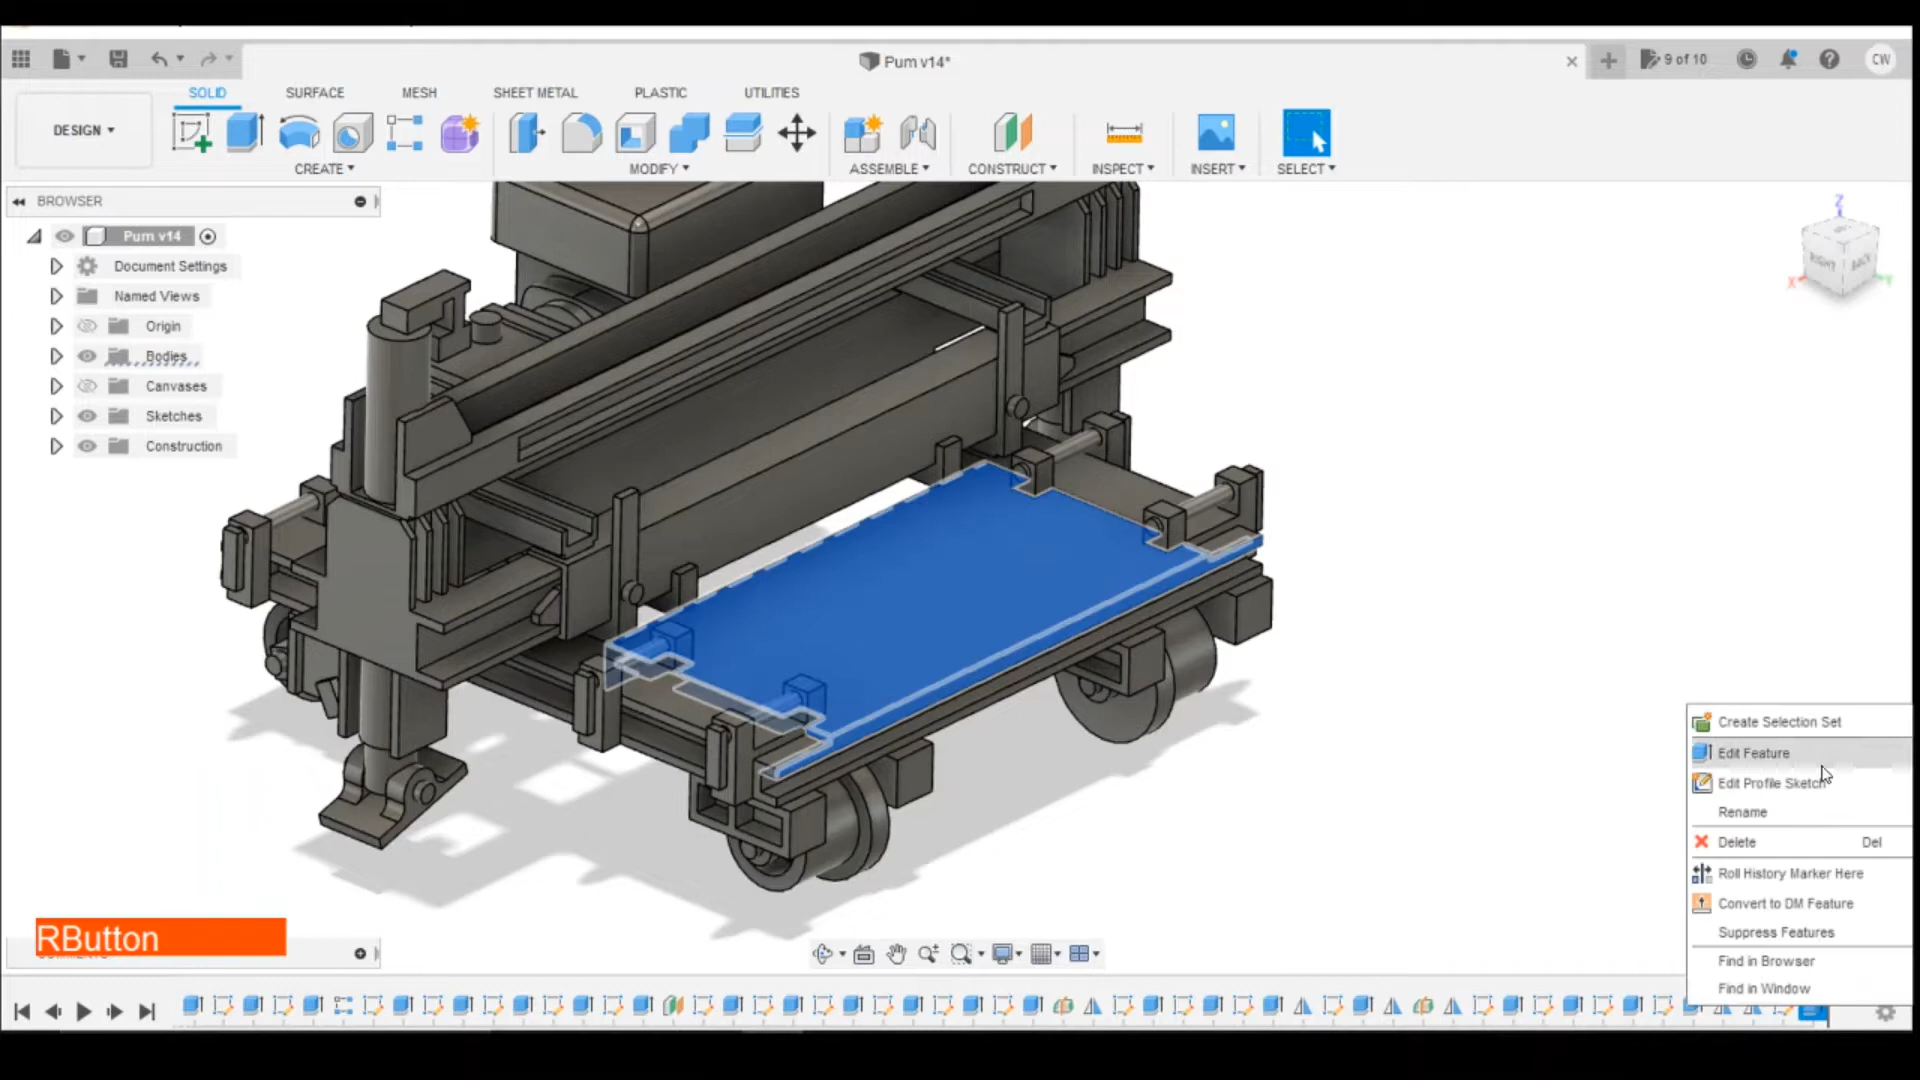 Pum v14*
9 of 10
CW
DESIGN
SOLID
SURFACE
MESH
SHEET METAL
PLASTIC
UTILITIES
CREATE
MODIFY
ASSEMBLE
CONSTRUCT
INSPECT
INSERT
SELECT
BROWSER
Pum v14
Document Settings
Named Views
Origin
Bodies
Canvases
Sketches
Construction
Z
X
Y
RIGHT
BACK
Create Selection Set
Edit Feature
Edit Profile Sketch
Rename
Delete Del
Roll History Marker Here
Convert to DM Feature
Suppress Features
Find in Browser
Find in Window
RButton